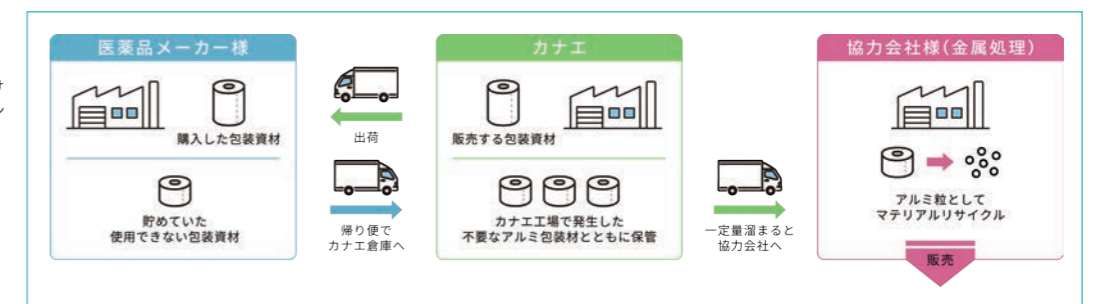 医薬品メーカー様
購入した包装資材
貯めていた
使用できない包装資材
出荷
帰り便で
カナエ倉庫へ
カナエ
販売する包装資材
カナエ工場で発生した
不要なアルミ包装材とともに保管
一定量溜まると
協力会社へ
協力会社様(金属処理)
アルミ粒として
マテリアルリサイクル
販売